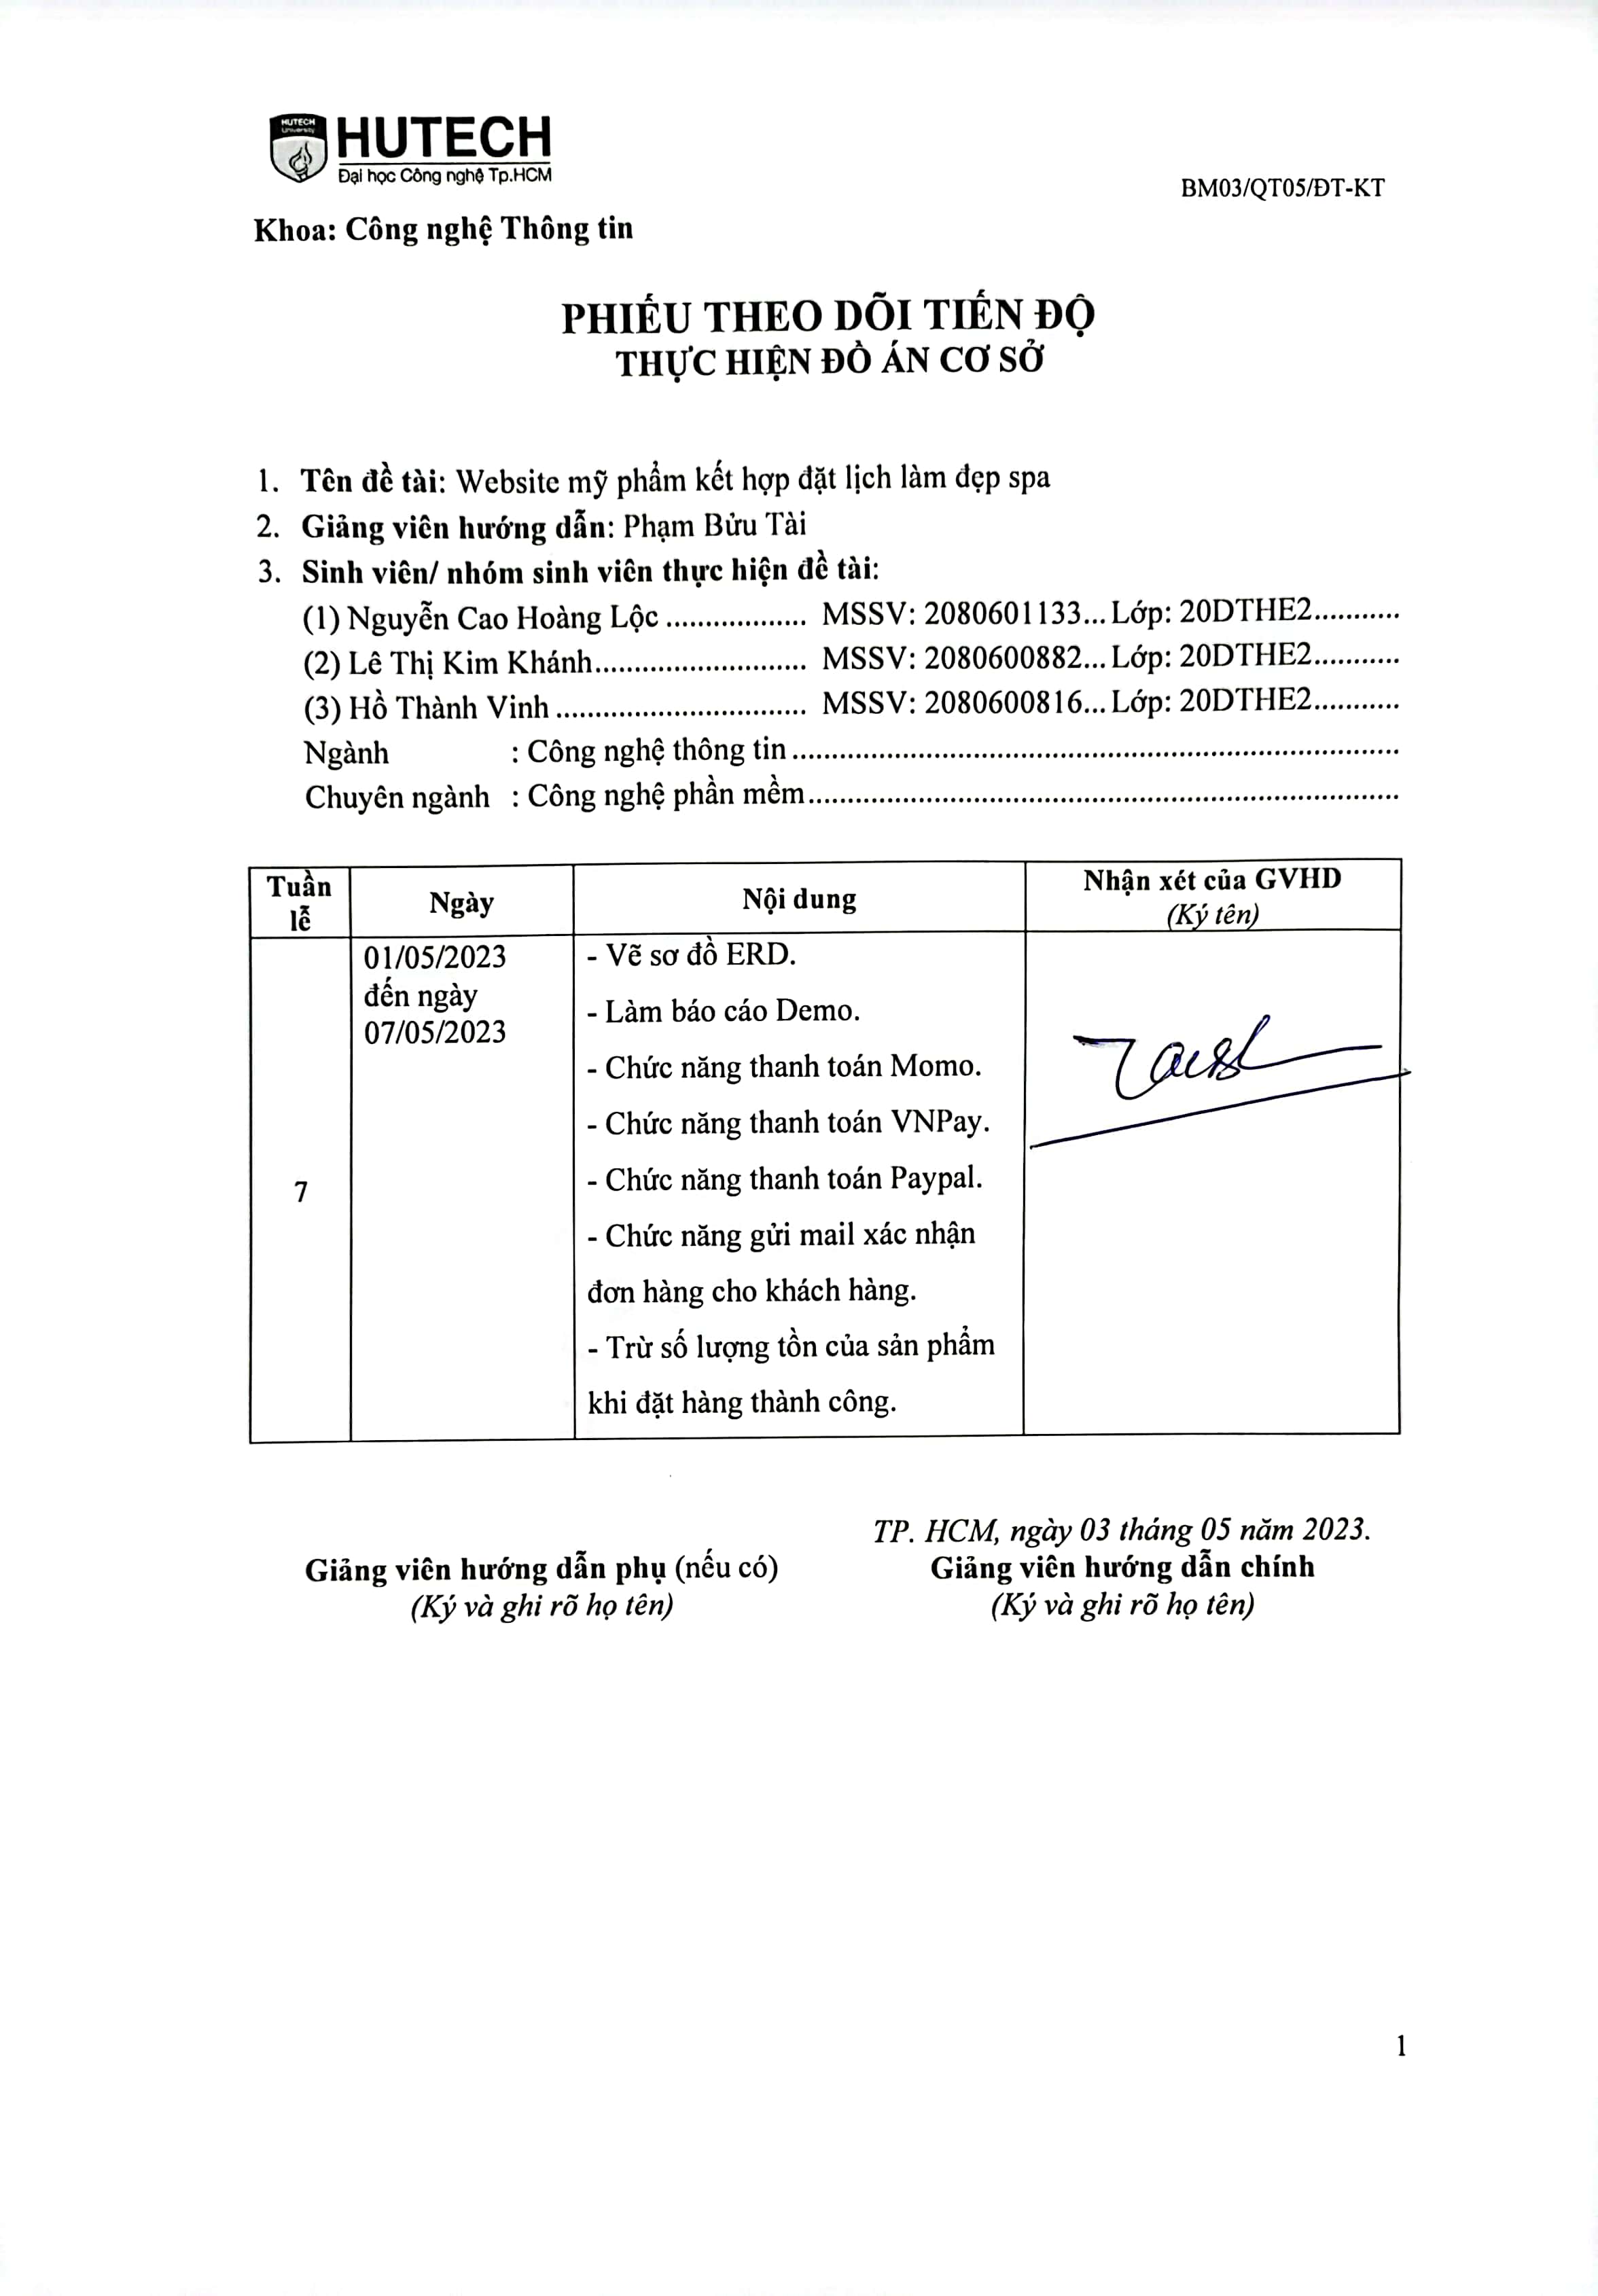 HUTECH
University
HUTECH
Đại học Công nghệ Tp.HCM
BM03/QT05/ĐT-KT
Khoa: Công nghệ Thông tin
PHIẾU THEO DÕI TIẾN ĐỘ
THỰC HIỆN ĐỒ ÁN CƠ SỞ
1. Tên đề tài: Website mỹ phẩm kết hợp đặt lịch làm đẹp spa
2. Giảng viên hướng dẫn: Phạm Bửu Tài
3. Sinh viên/ nhóm sinh viên thực hiện đề tài:
(1) Nguyễn Cao Hoàng Lộc .................. MSSV: 2080601133... Lớp: 20DTHE2...........
(2) Lê Thị Kim Khánh........................... MSSV: 2080600882... Lớp: 20DTHE2...........
(3) Hồ Thành Vinh ................................ MSSV: 2080600816... Lớp: 20DTHE2...........
Ngành : Công nghệ thông tin ..............................................................................
Chuyên ngành : Công nghệ phần mềm............................................................................
Tuần lễ
Ngày
Nội dung
Nhận xét của GVHD
(Ký tên)
7
01/05/2023
đến ngày
07/05/2023
- Vẽ sơ đồ ERD.
- Làm báo cáo Demo.
- Chức năng thanh toán Momo.
- Chức năng thanh toán VNPay.
- Chức năng thanh toán Paypal.
- Chức năng gửi mail xác nhận
đơn hàng cho khách hàng.
- Trừ số lượng tồn của sản phẩm
khi đặt hàng thành công.
TP. HCM, ngày 03 tháng 05 năm 2023.
Giảng viên hướng dẫn phụ (nếu có)
(Ký và ghi rõ họ tên)
Giảng viên hướng dẫn chính
(Ký và ghi rõ họ tên)
1